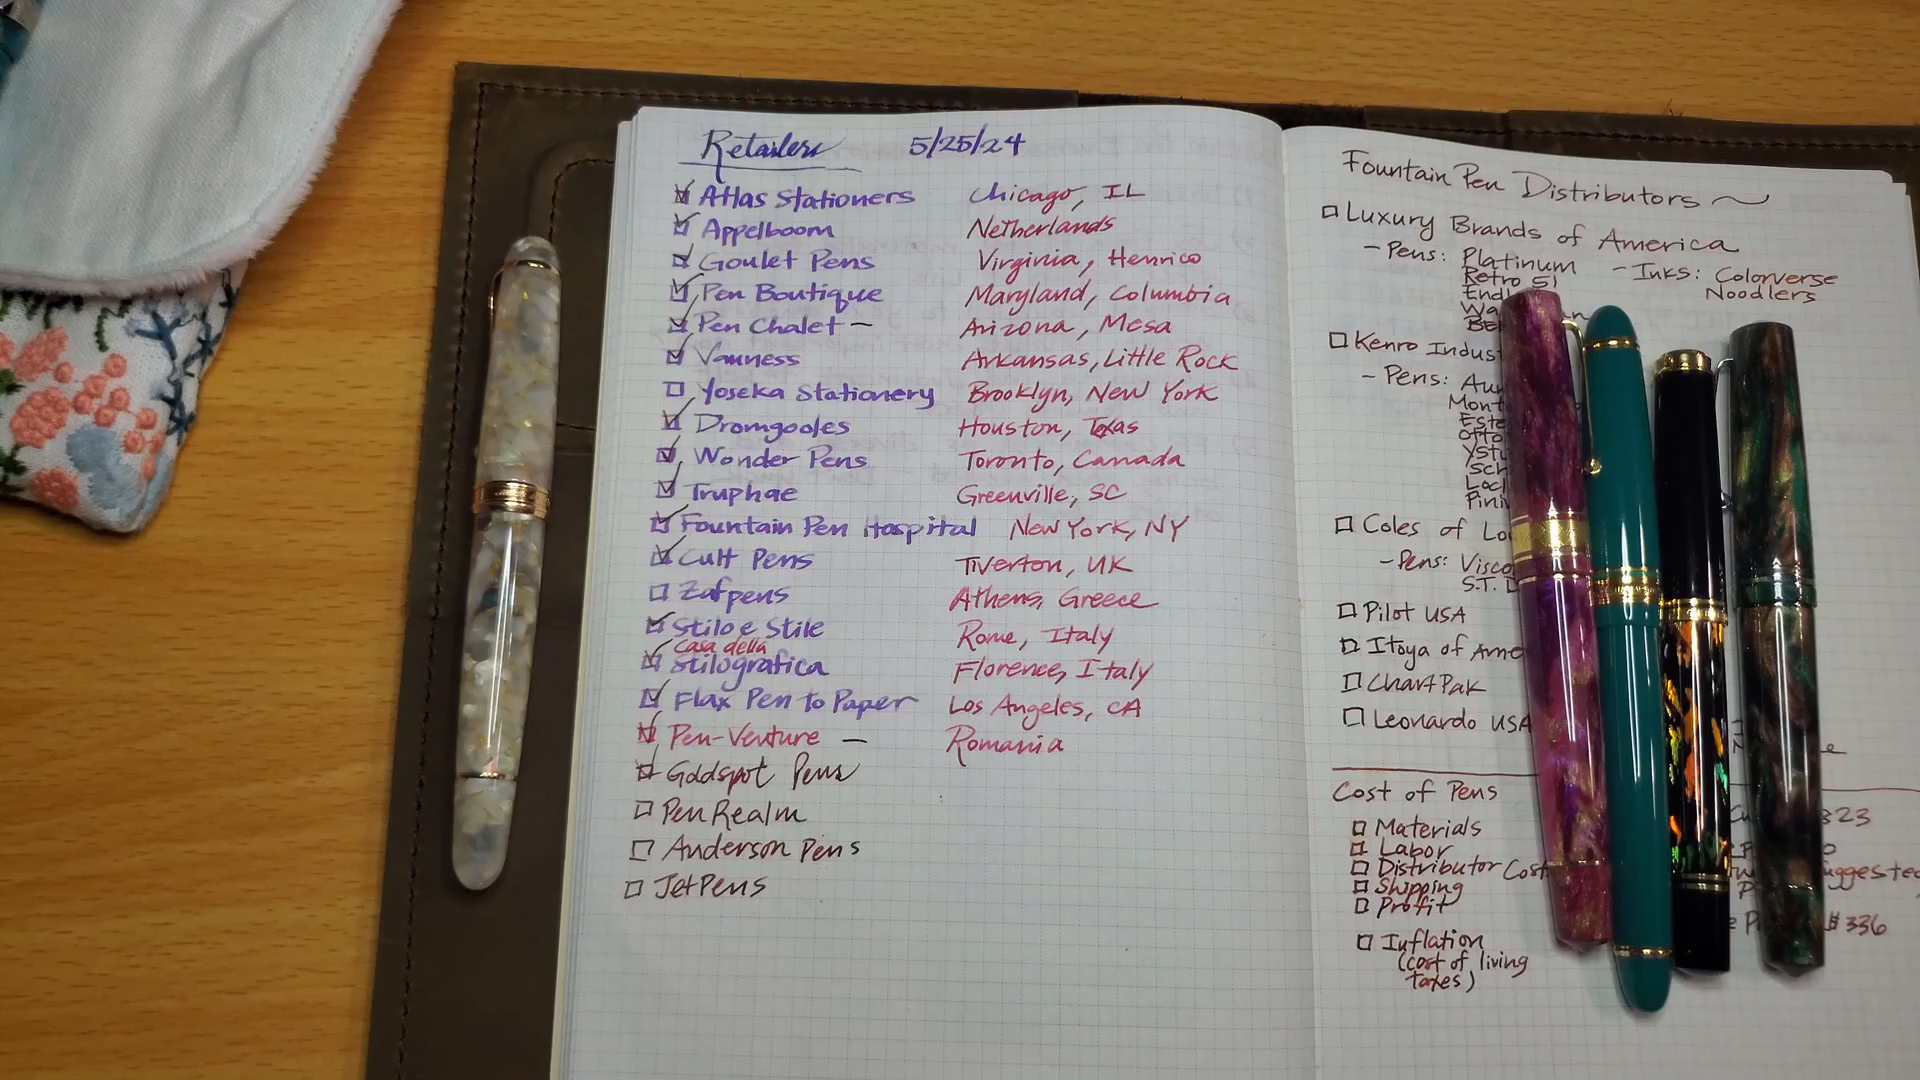 Retailers 5/25/24
Atlas Stationers Chicago, IL
Appelboom Netherlands
Goulet Pens Virginia, Henrico
Pen Boutique Maryland, Columbia
Pen Chalet — Arizona, Mesa
Vanness Arkansas, Little Rock
Yoseka Stationery Brooklyn, New York
Dromgooles Houston, Texas
Wonder Pens Toronto, Canada
Truphae Greenville, SC
Fountain Pen Hospital New York, NY
Cult Pens Tiverton, UK
Zafpens Athens, Greece
Stilo e Stile Rome, Italy
Casa della
Stilografica Florence, Italy
Flax Pen to Paper Los Angeles, CA
Pen-Venture — Romania
Goldspot Pens
Pen Realm
Anderson Pens
JetPens
Fountain Pen Distributors ~
Luxury Brands of America
- Pens: Platinum - Inks: Colorverse
Retro 51 Noodlers
Kenro
- Pens:
Coles of
- Pens:
S.T.
Pilot USA
Itoya of
ChartPak
Leonardo USA
Cost of Pens
Materials
Labor
Distributor Cost
Shipping
Profit
Inflation
(cost of living
taxes)
$336